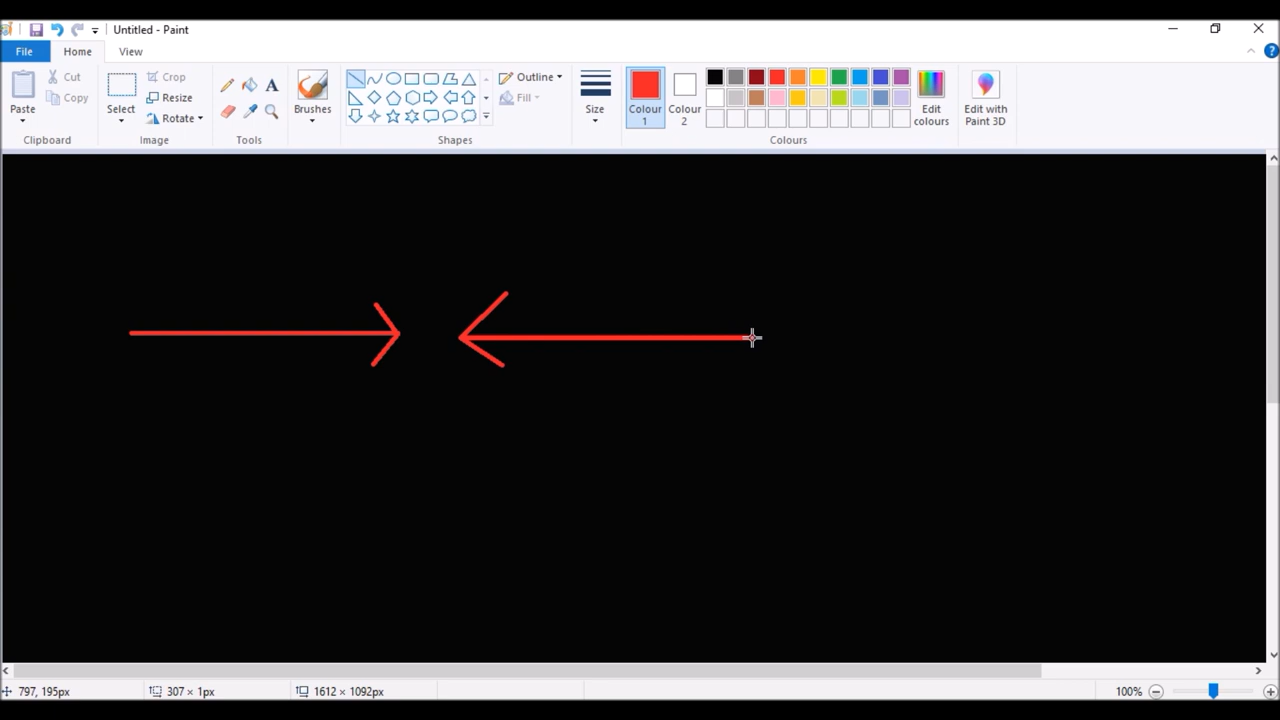 Untitled - Paint
File Home View
Paste Cut Copy Clipboard
Select Crop Resize Rotate Image
A
Tools
Brushes
Outline Fill Shapes
Size
Colour 1 Colour 2 Edit colours Colours
Edit with Paint 3D
797, 195px 307 × 1px 1612 × 1092px 100%